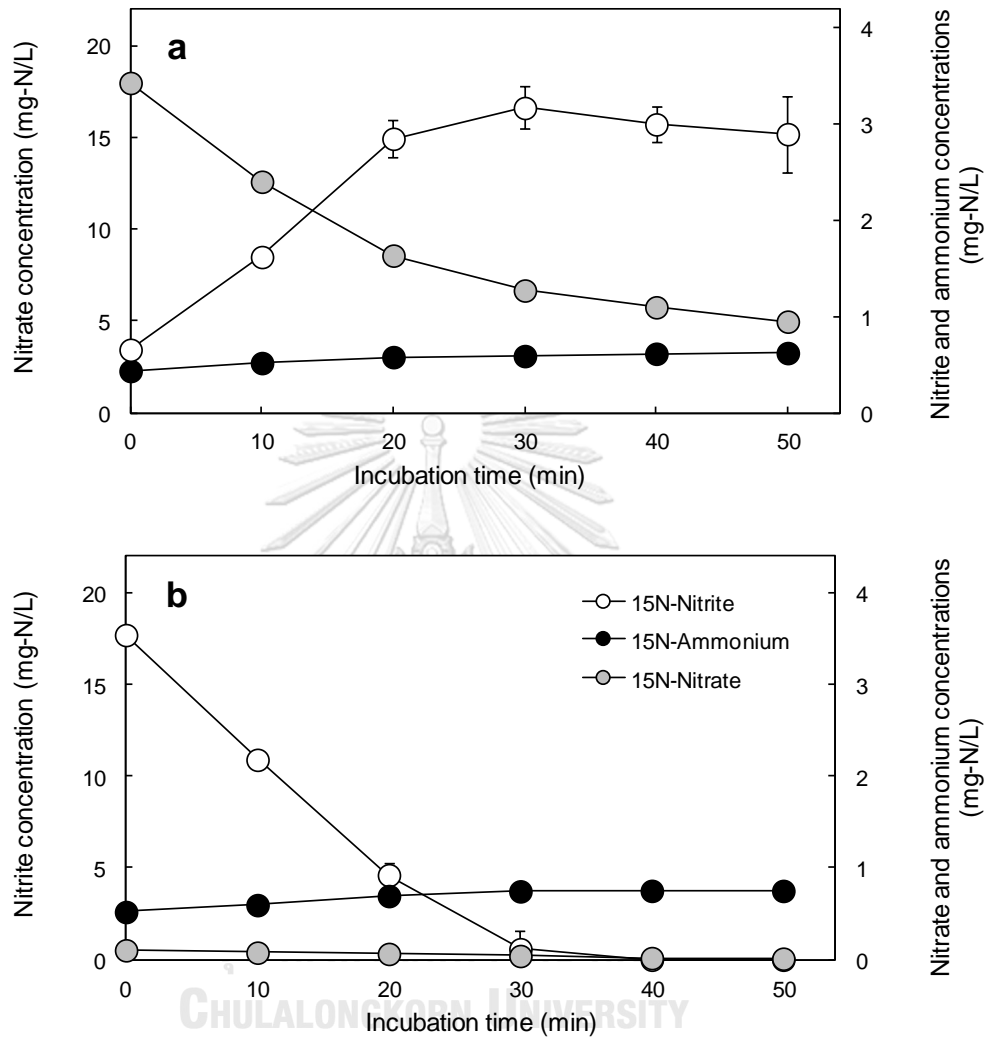 a
Nitrate concentration (mg-N/L)
20
15
10
5
0
4
3
2
1
0
Nitrite and ammonium concentrations
(mg-N/L)
0 10 20 30 40 50
Incubation time (min)
b
Nitrite concentration (mg-N/L)
20
15
10
5
0
15N-Nitrite
15N-Ammonium
15N-Nitrate
4
3
2
1
0
Nitrate and ammonium concentrations
(mg-N/L)
0 10 20 30 40 50
Incubation time (min)
CHULALONGKORN UNIVERSITY